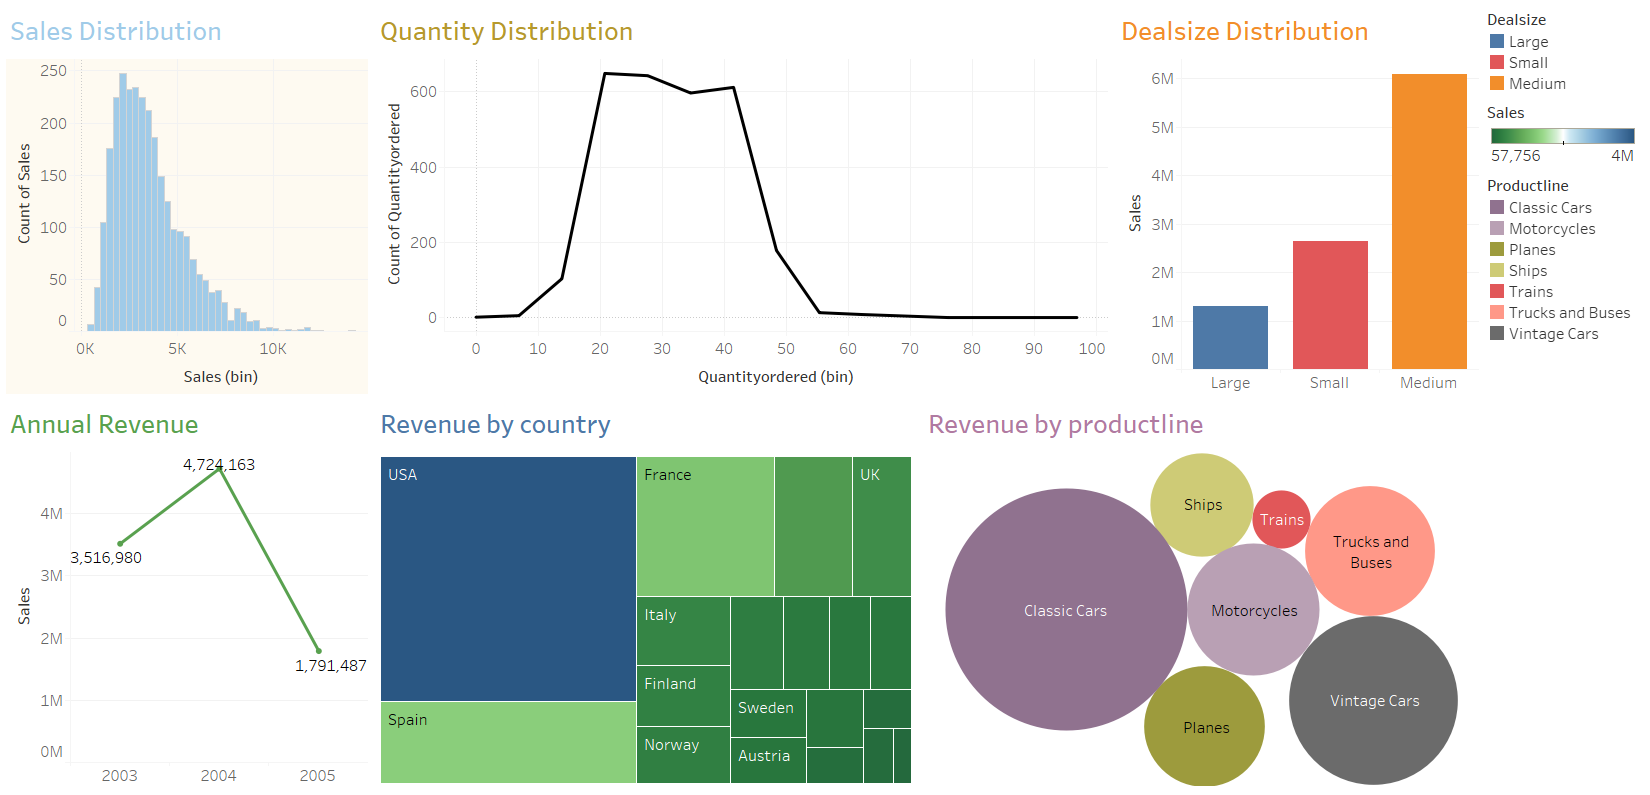 Sales Distribution
250
200
150
100
50
0
Count of Sales
0K
5K
10K
Sales (bin)
Quantity Distribution
600
400
200
0
Count of Quantityordered
0
10
20
30
40
50
60
70
80
90
100
Quantityordered (bin)
Dealsize Distribution
6M
5M
4M
3M
2M
1M
0M
Sales
Large
Small
Medium
Dealsize
Large
Small
Medium
Sales
57,756
4M
Productline
Classic Cars
Motorcycles
Planes
Ships
Trains
Trucks and Buses
Vintage Cars
Annual Revenue
4,724,163
3,516,980
1,791,487
4M
3M
2M
1M
0M
Sales
2003
2004
2005
Revenue by country
USA
France
UK
Italy
Finland
Norway
Sweden
Austria
Spain
Revenue by productline
Ships
Trains
Trucks and
Buses
Classic Cars
Motorcycles
Vintage Cars
Planes